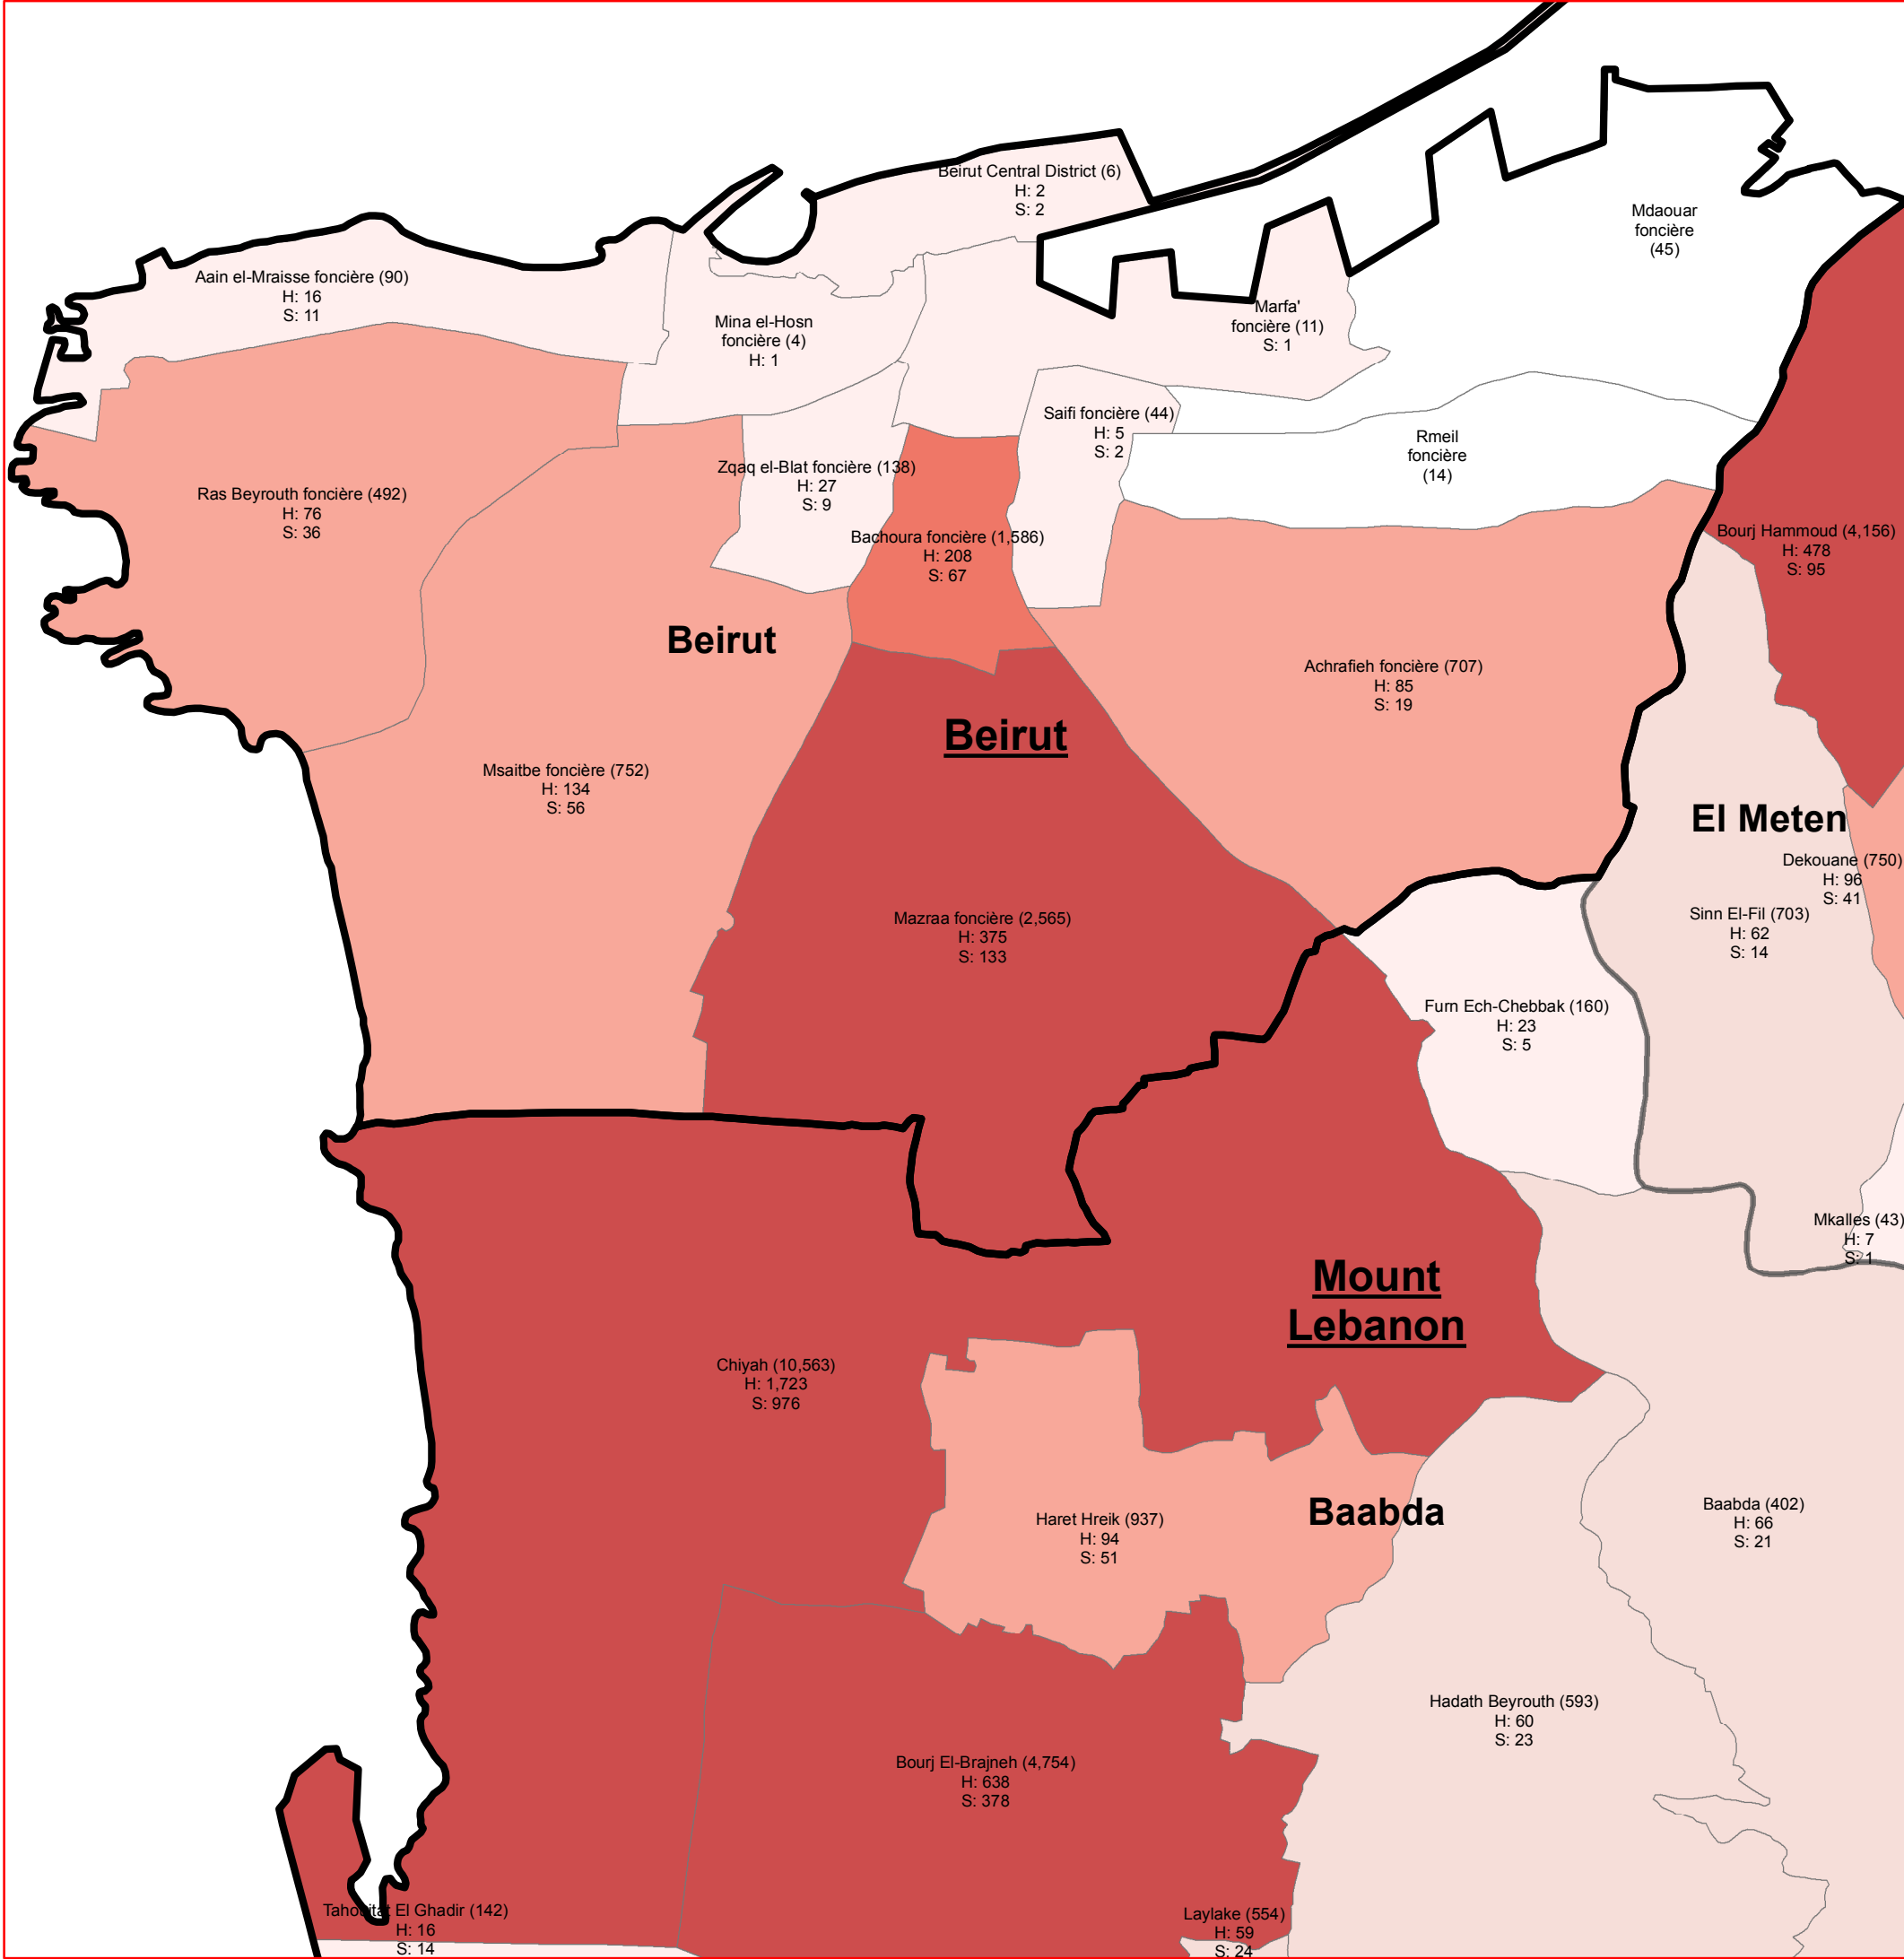 Beirut Central District (6)
H: 2
S: 2
Mdaouar
foncière
(45)
Aain el-Mraisse foncière (90)
H: 16
S: 11
Mina el-Hosn
foncière (4)
H: 1
Marfa'
foncière (11)
S: 1
Saifi foncière (44)
H: 5
S: 2
Rmeil
foncière
(14)
Zqaq el-Blat foncière (138)
H: 27
S: 9
Ras Beyrouth foncière (492)
H: 76
S: 36
Bachoura foncière (1,586)
H: 208
S: 67
Bourj Hammoud (4,156)
H: 478
S: 95
Beirut
Achrafieh foncière (707)
H: 85
S: 19
Beirut
Msaitbe foncière (752)
H: 134
S: 56
El Meten
Dekouane (750)
H: 96
S: 41
Mazraa foncière (2,565)
H: 375
S: 133
Sinn El-Fil (703)
H: 62
S: 14
Furn Ech-Chebbak (160)
H: 23
S: 5
Mkalles (43)
H: 7
S: 1
Mount
Lebanon
Chiyah (10,563)
H: 1,723
S: 976
Baabda
Haret Hreik (937)
H: 94
S: 51
Baabda (402)
H: 66
S: 21
Hadath Beyrouth (593)
H: 60
S: 23
Bourj El-Brajneh (4,754)
H: 638
S: 378
Tahouitat El Ghadir (142)
H: 16
S: 14
Laylake (554)
H: 59
S: 24